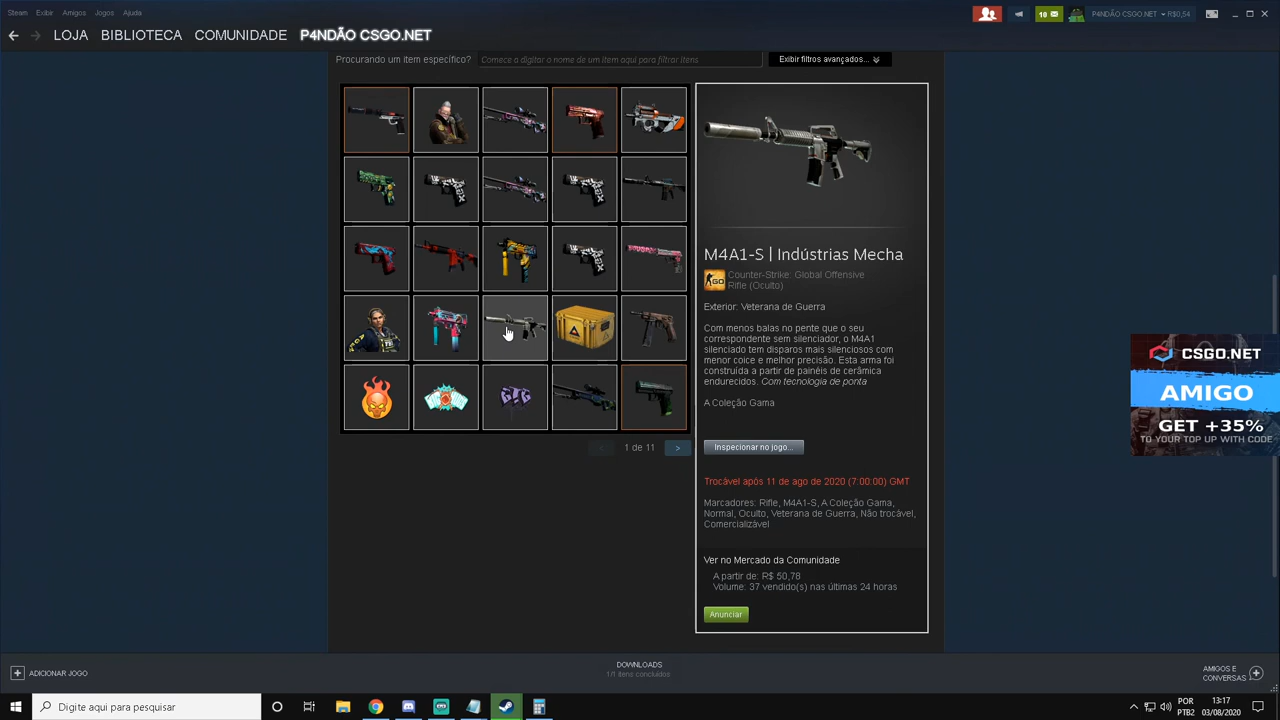 Steam Exibir Amigos Jogos Ajuda
10 P4NDÃO CSGO.NET R$0,54
LOJA BIBLIOTECA COMUNIDADE P4NDÃO CSGO.NET
Procurando um item específico? Comece a digitar o nome de um item aqui para filtrar itens Exibir filtros avançados...
M4A1-S | Indústrias Mecha
Counter-Strike: Global Offensive
Rifle (Oculto)
Exterior: Veterana de Guerra
Com menos balas no pente que o seu
correspondente sem silenciador, o M4A1
silenciado tem disparos mais silenciosos com
menor coice e melhor precisão. Esta arma foi
construída a partir de painéis de cerâmica
endurecidos. Com tecnologia de ponta
A Coleção Gama
1 de 11 >
Inspecionar no jogo...
Trocável após 11 de ago de 2020 (7:00:00) GMT
Marcadores: Rifle, M4A1-S, A Coleção Gama,
Normal, Oculto, Veterana de Guerra, Não trocável,
Comercializável
Ver no Mercado da Comunidade
A partir de: R$ 50,78
Volume: 37 vendido(s) nas últimas 24 horas
Anunciar
CSGO.NET
AMIGO
GET +35%
TO YOUR TOP UP WITH CODE
ADICIONAR JOGO
DOWNLOADS
1/1 itens concluídos
AMIGOS E
CONVERSAS
Digite aqui para pesquisar
POR
PTB2
13:17
03/08/2020